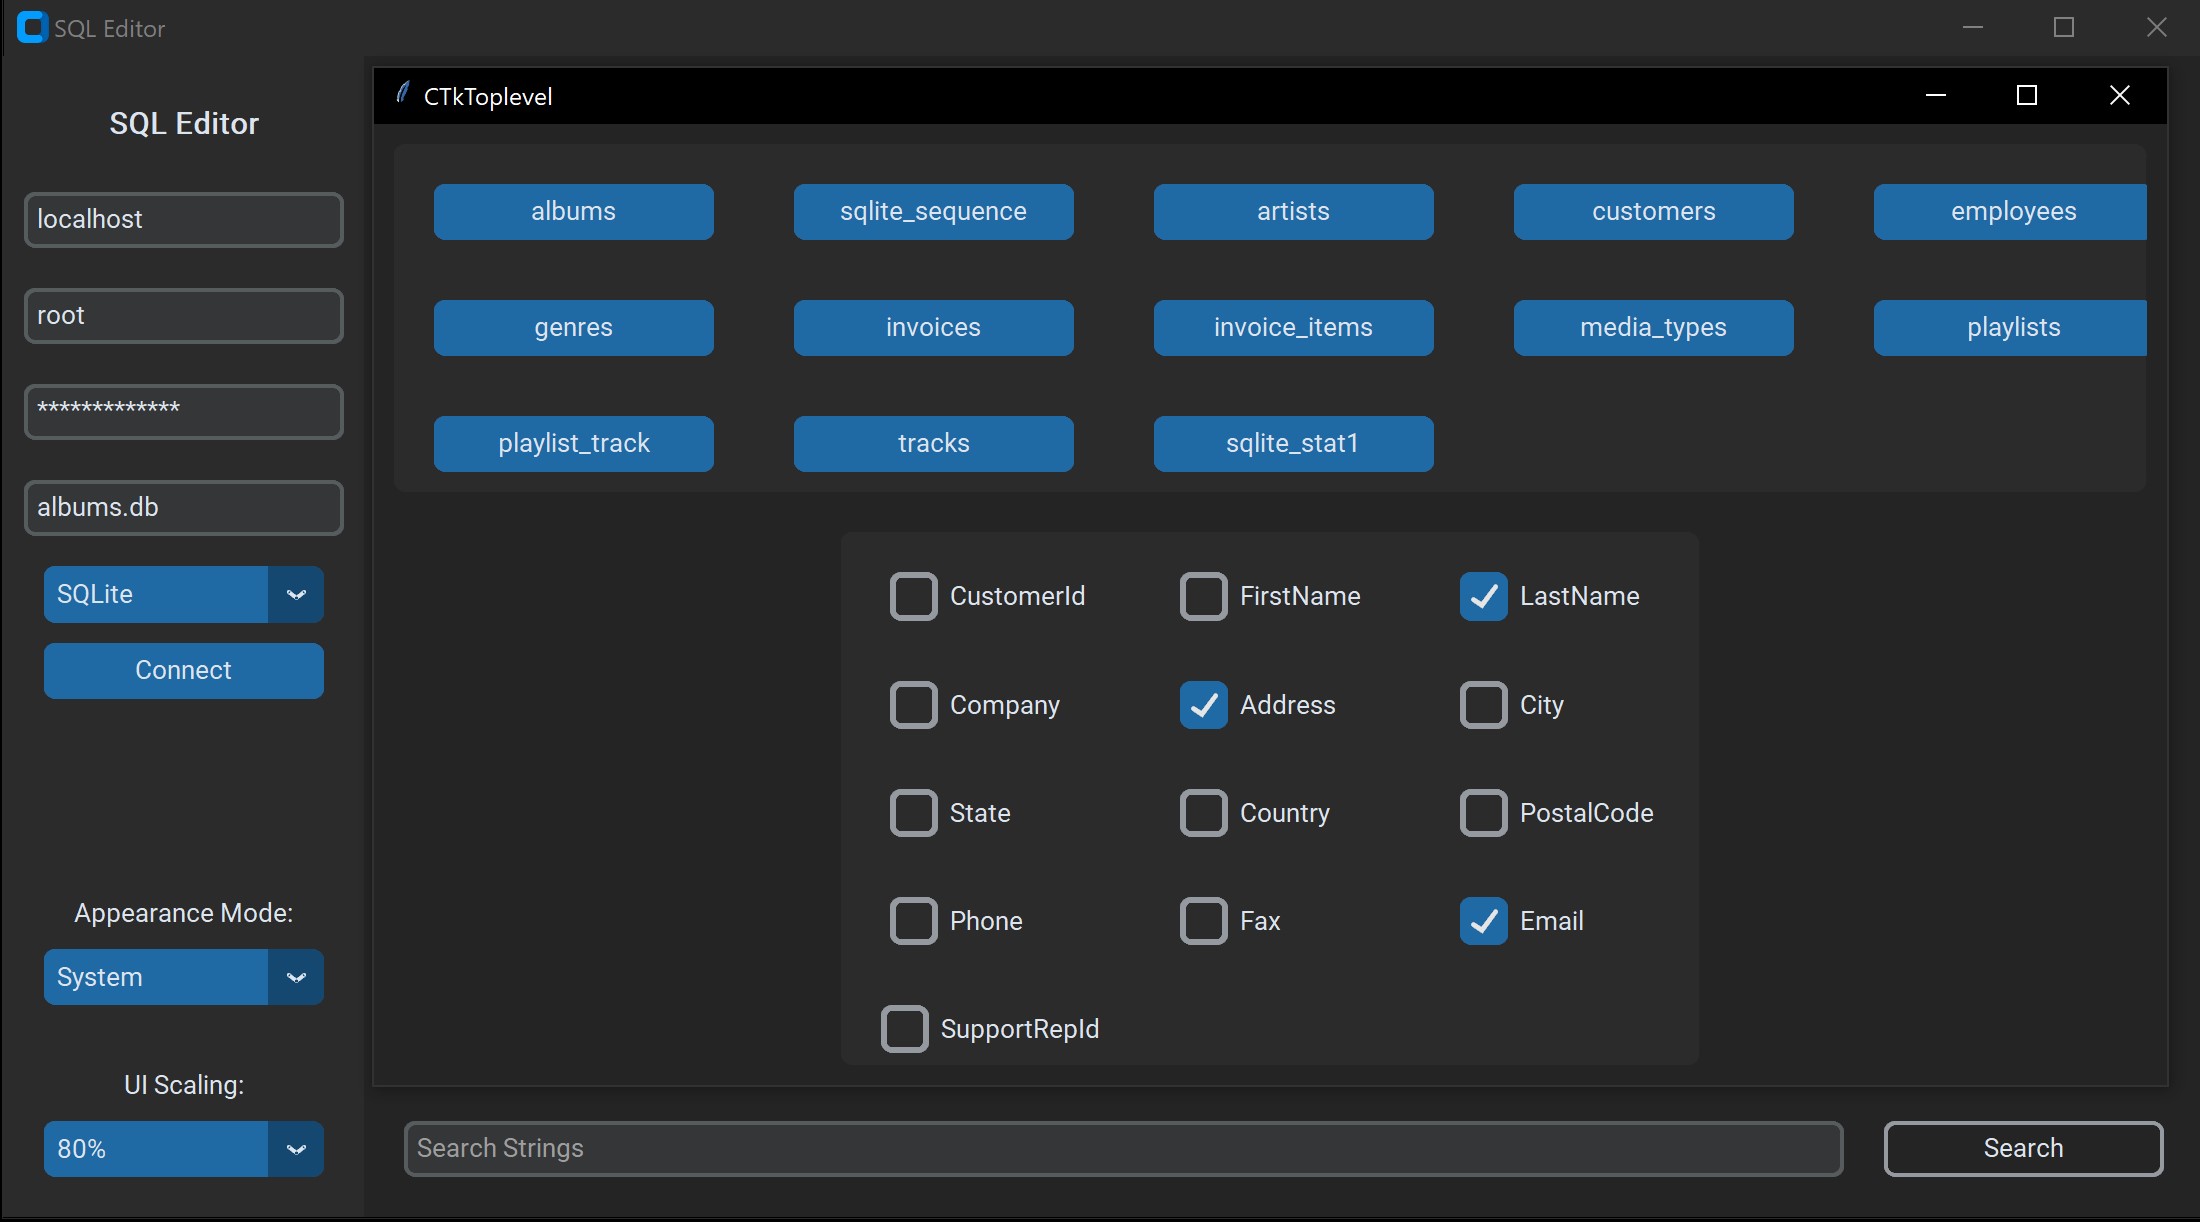 SQL Editor
SQL Editor
localhost
root
*************
albums.db
SQLite
Connect
Appearance Mode:
System
UI Scaling:
80%
CTkToplevel
albums sqlite_sequence artists customers employees
genres invoices invoice_items media_types playlists
playlist_track tracks sqlite_stat1
CustomerId FirstName LastName
Company Address City
State Country PostalCode
Phone Fax Email
SupportRepId
Search Strings Search